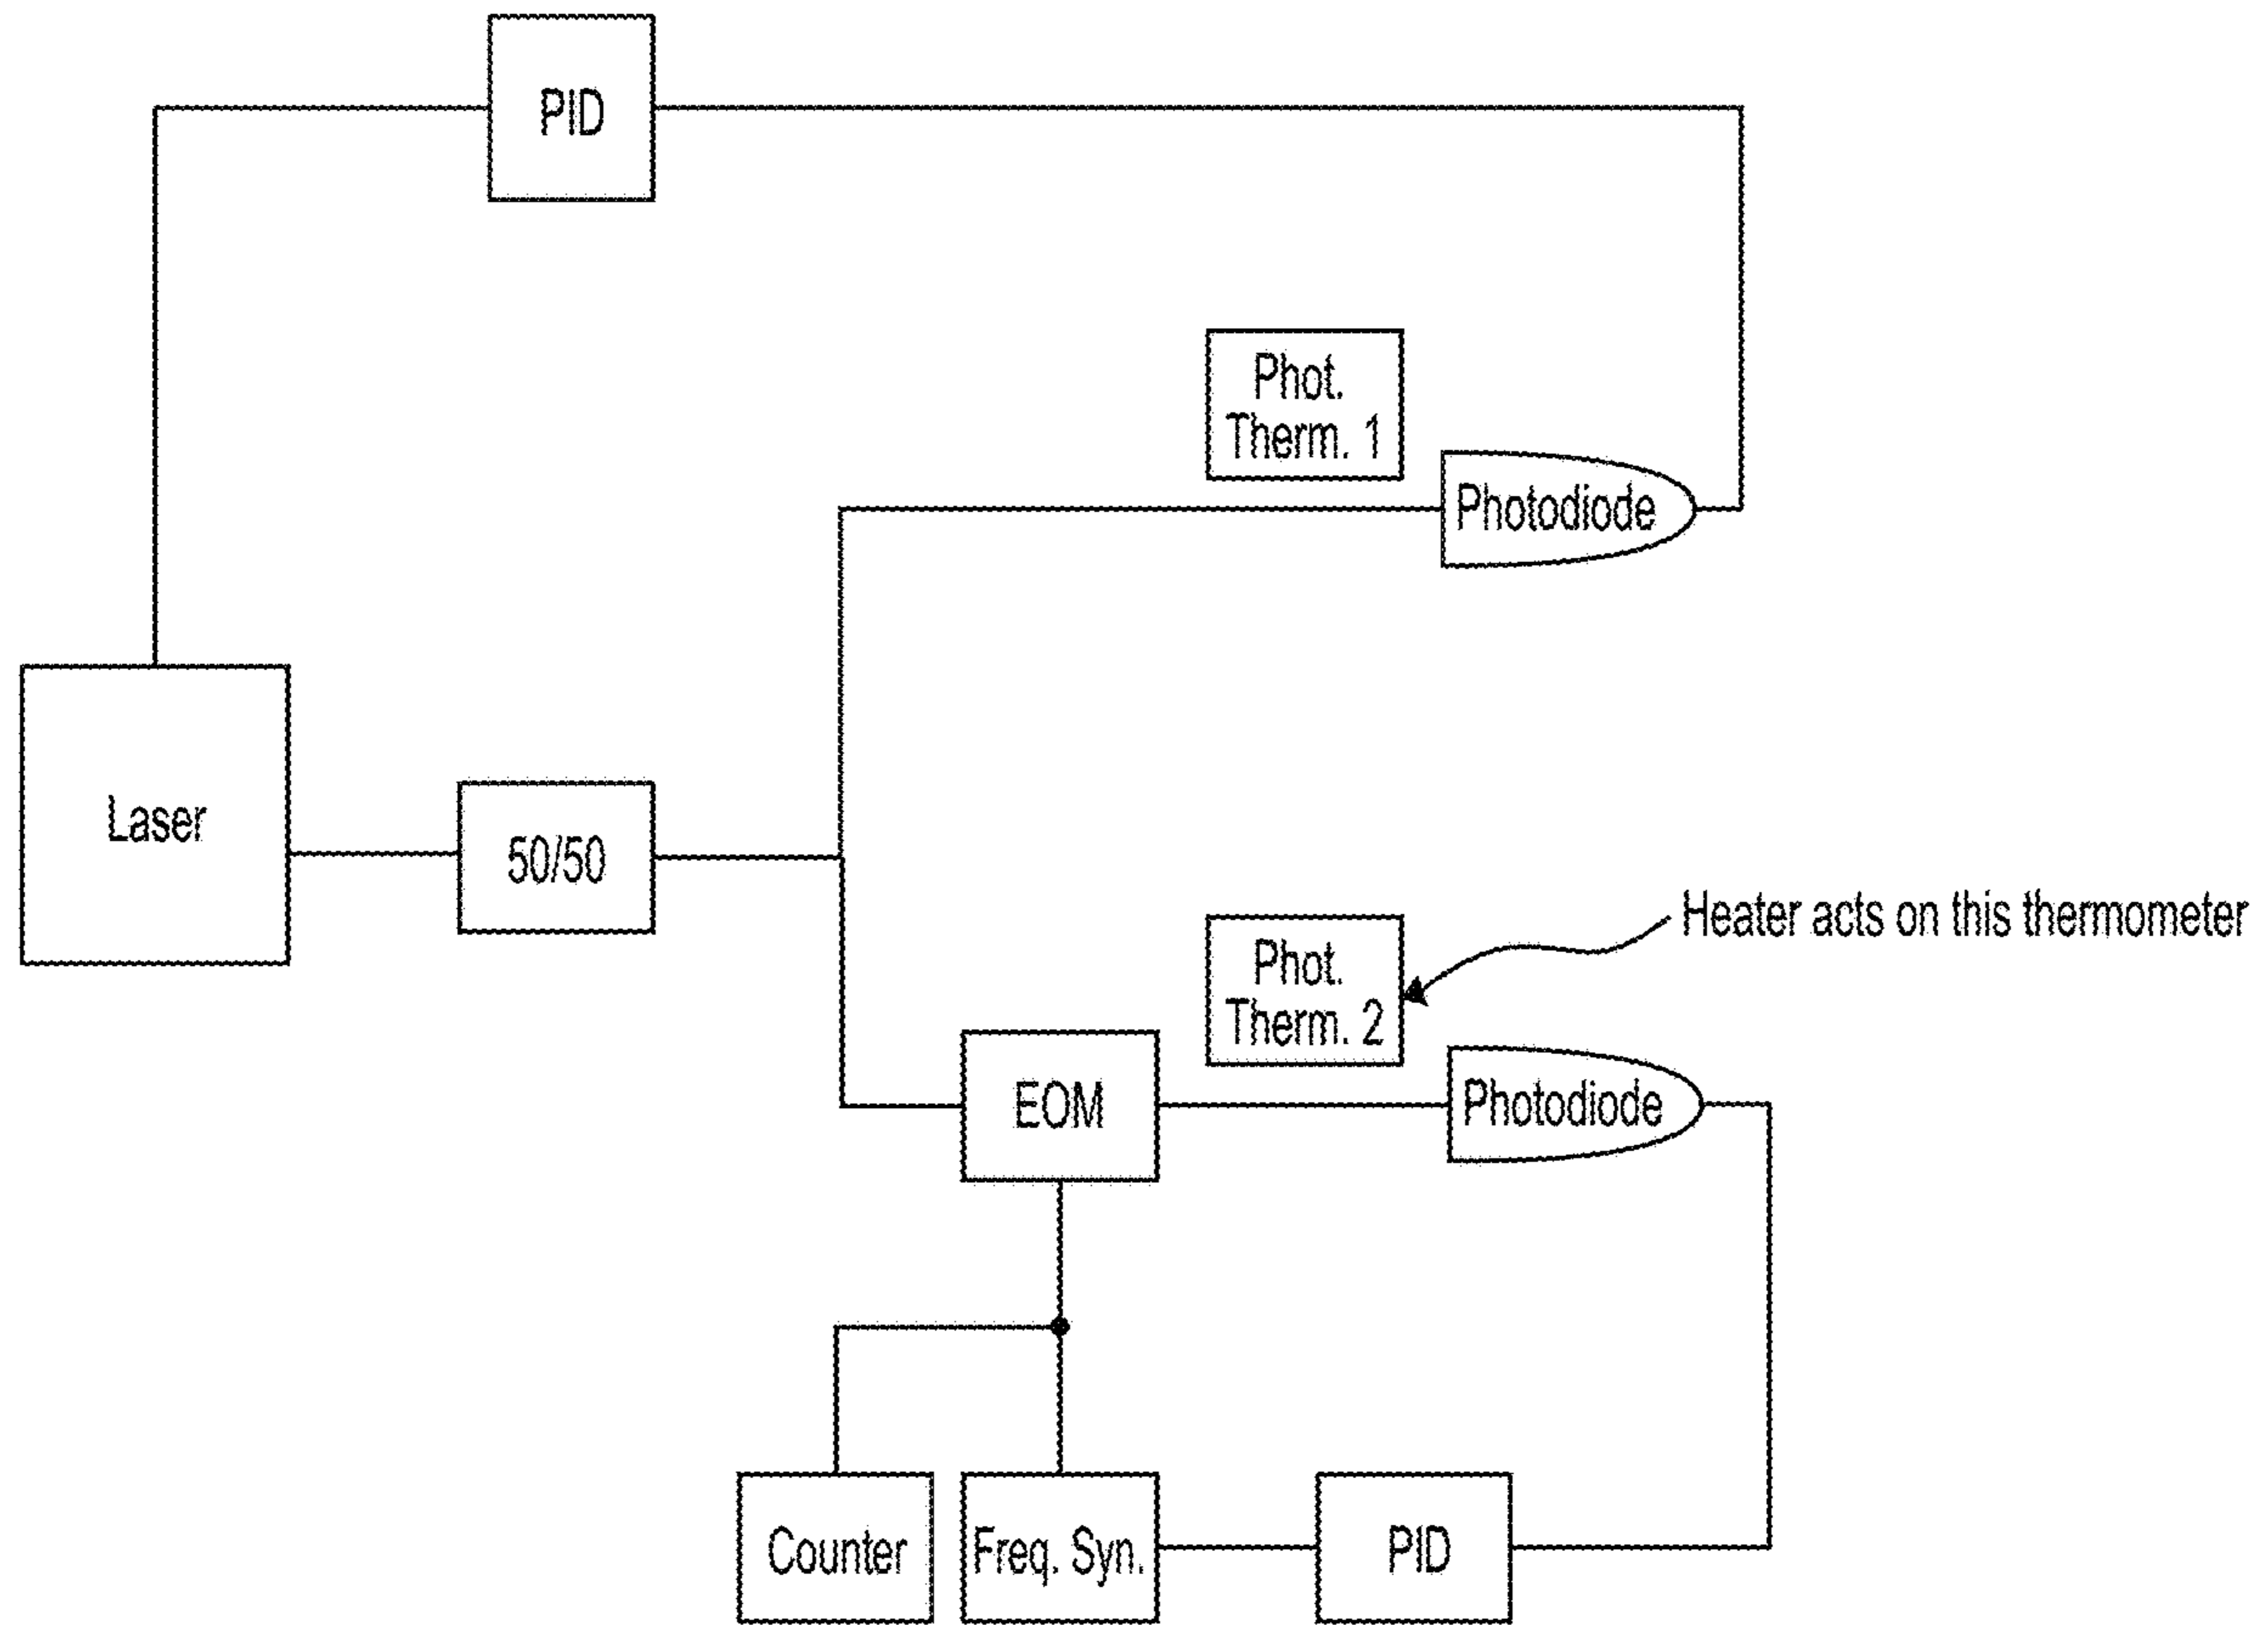 PID
Phot.
Therm. 1
Photodiode
Laser
50/50
Heater acts on this thermometer
Phot.
Therm. 2
EOM
Photodiode
Counter
Freq. Syn.
PID